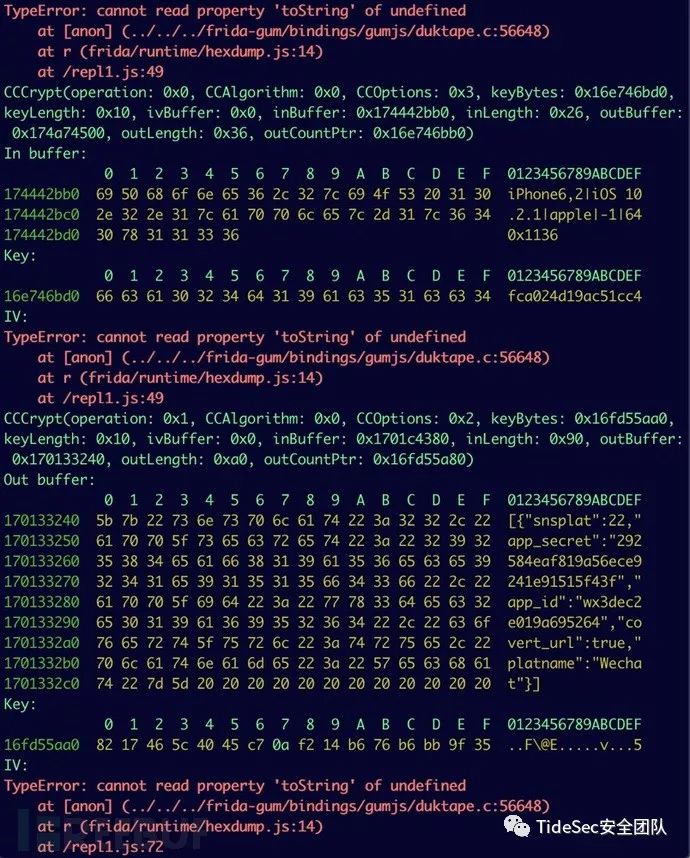 TypeError: cannot read property 'toString' of undefined
at [anon] (../../../frida-gum/bindings/gumjs/duktape.c:56648)
at r (frida/runtime/hexdump.js:14)
at /repl1.js:49
CCCrypt(operation: 0x0, CCAlgorithm: 0x0, CCOptions: 0x3, keyBytes: 0x16e746bd0,
keyLength: 0x10, ivBuffer: 0x0, inBuffer: 0x174442bb0, inLength: 0x26, outBuffer:
0x174a74500, outLength: 0x36, outCountPtr: 0x16e746bb0)
In buffer:
0 1 2 3 4 5 6 7 8 9 A B C D E F 0123456789ABCDEF
174442bb0 69 50 68 6f 6e 65 36 2c 32 7c 69 4f 53 20 31 30 iPhone6,2|iOS 10
174442bc0 2e 32 2e 31 7c 61 70 70 6c 65 7c 2d 31 7c 36 34 .2.1|apple|-1|64
174442bd0 30 78 31 31 33 36 0x1136
Key:
0 1 2 3 4 5 6 7 8 9 A B C D E F 0123456789ABCDEF
16e746bd0 66 63 61 30 32 34 64 31 39 61 63 35 31 63 63 34 fca024d19ac51cc4
IV:
TypeError: cannot read property 'toString' of undefined
at [anon] (../../../frida-gum/bindings/gumjs/duktape.c:56648)
at r (frida/runtime/hexdump.js:14)
at /repl1.js:49
CCCrypt(operation: 0x1, CCAlgorithm: 0x0, CCOptions: 0x2, keyBytes: 0x16fd55aa0,
keyLength: 0x10, ivBuffer: 0x0, inBuffer: 0x1701c4380, inLength: 0x90, outBuffer:
0x170133240, outLength: 0xa0, outCountPtr: 0x16fd55a80)
Out buffer:
0 1 2 3 4 5 6 7 8 9 A B C D E F 0123456789ABCDEF
170133240 5b 7b 22 73 6e 73 70 6c 61 74 22 3a 32 32 2c 22 [{"snsplat":22,"
170133250 61 70 70 5f 73 65 63 72 65 74 22 3a 22 32 39 32 app_secret":"292
170133260 35 38 34 65 61 66 38 31 39 61 35 36 65 63 65 39 584eaf819a56ece9
170133270 32 34 31 65 39 31 35 31 35 66 34 33 66 22 2c 22 241e91515f43f","
170133280 61 70 70 5f 69 64 22 3a 22 77 78 33 64 65 63 32 app_id":"wx3dec2
170133290 65 30 31 39 61 36 39 35 32 36 34 22 2c 22 63 6f e019a695264","co
1701332a0 76 65 72 74 5f 75 72 6c 22 3a 74 72 75 65 2c 22 vert_url":true,"
1701332b0 70 6c 61 74 6e 61 6d 65 22 3a 22 57 65 63 68 61 platname":"Wecha
1701332c0 74 22 7d 5d 20 20 20 20 20 20 20 20 20 20 20 20 t"}]
Key:
0 1 2 3 4 5 6 7 8 9 A B C D E F 0123456789ABCDEF
16fd55aa0 82 17 46 5c 40 45 c7 0a f2 14 b6 76 b6 bb 9f 35 ..F\@E.....v...5
IV:
TypeError: cannot read property 'toString' of undefined
at [anon] (../../../frida-gum/bindings/gumjs/duktape.c:56648)
at r (frida/runtime/hexdump.js:14)
at /repl1.js:72
TideSec安全团队